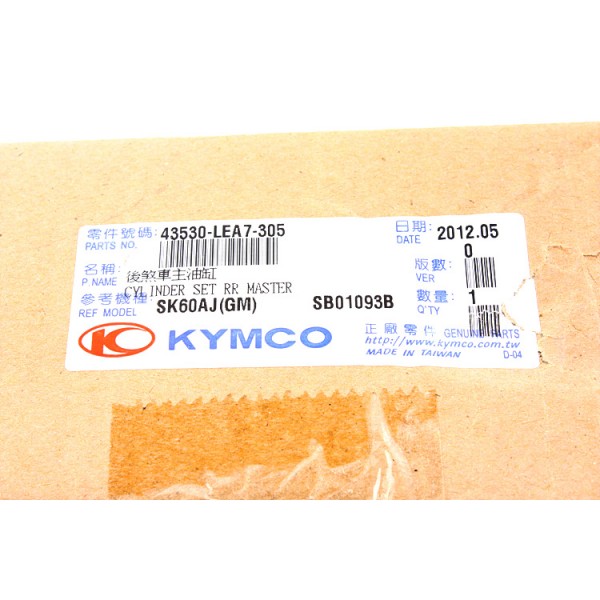 零件號碼: 43530-LEA7-305
PARTS NO.
日期: 2012.05
DATE
名稱: 後煞車主油缸
P NAME CYLINDER SET RR MASTER
版數: 0
VER
參考機種: SK60AJ(GM) SB01093B
REF MODEL
數量: 1
Q'TY
KYMCO
正廠零件 GENUINE PARTS
http://www.kymco.com.tw
MADE IN TAIWAN D-04